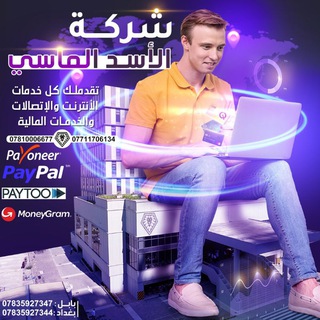 شركة
الأسد الماسي
تقدملك كل خدمات
الأنترنت والإتصالات
والخدمات المالية
07810006677 07711706134
Payoneer
PayPal™
PAYTOO
MoneyGram.
بابل : 07835927347
بغداد : 07835927344